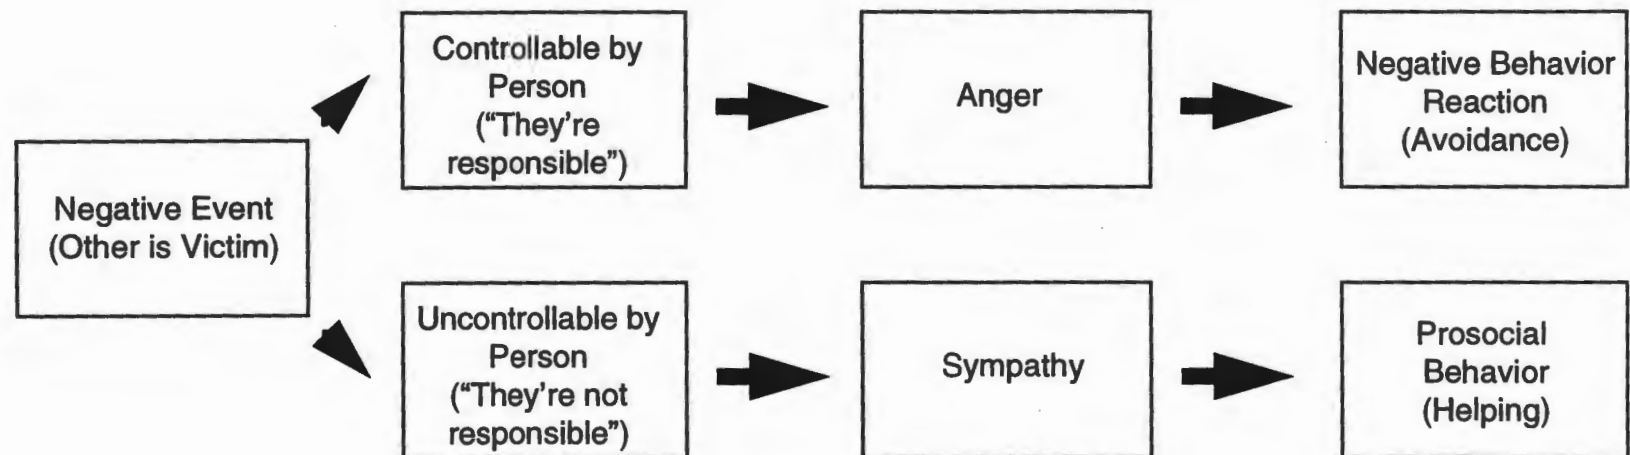 Negative Event
(Other is Victim)
Controllable by
Person
(“They’re
responsible”)
Anger
Negative Behavior
Reaction
(Avoidance)
Uncontrollable by
Person
(“They’re not
responsible”)
Sympathy
Prosocial
Behavior
(Helping)